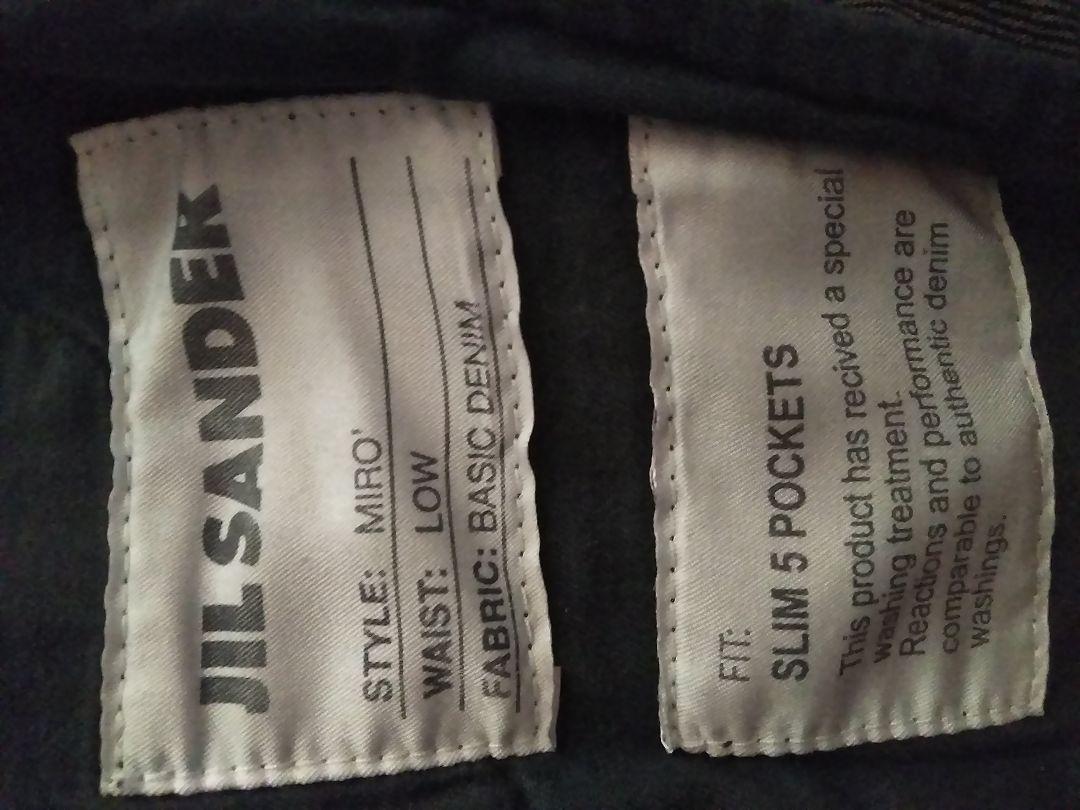 JIL SANDER
STYLE: MIRO'
WAIST: LOW
FABRIC: BASIC DENIM
FIT:
SLIM 5 POCKETS
This product has recived a special
washing treatment.
Reactions and performance are
comparable to authentic denim
washings.